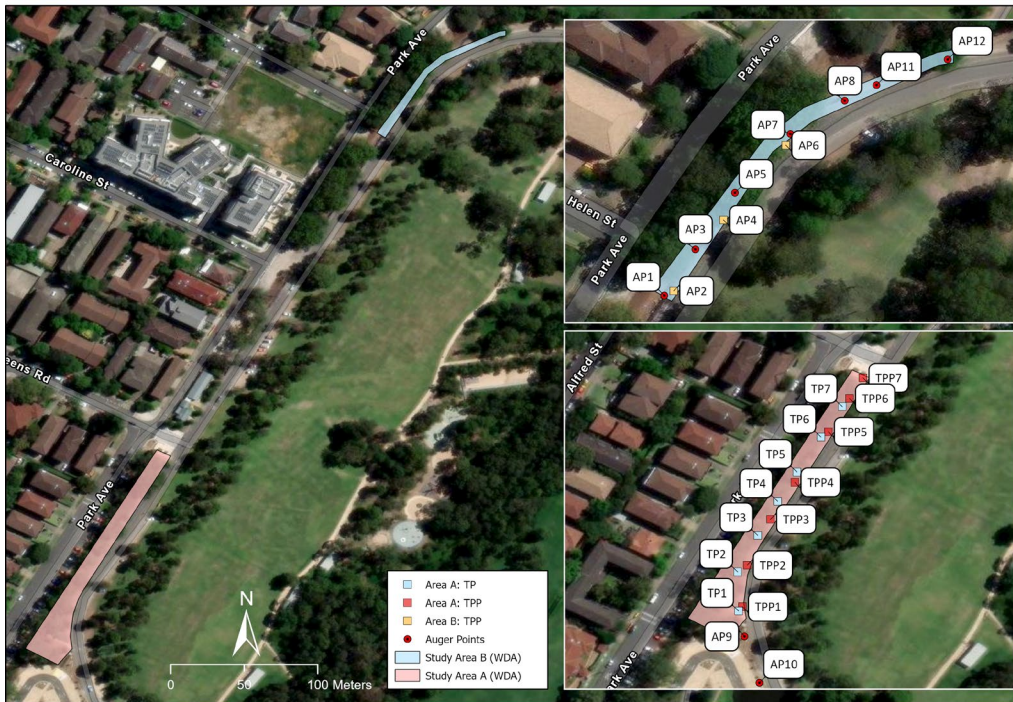 Park Ave
Caroline St
eens Rd
Park Ave
N
0 50 100 Meters
Area A: TP
Area A: TPP
Area B: TPP
Auger Points
Study Area B (WDA)
Study Area A (WDA)
Park Ave
Helen St
Park Ave
AP12
AP11
AP8
AP7
AP6
AP5
AP4
AP3
AP1
AP2
Alfred St
TPP7
TP7
TPP6
TP6
TPP5
TP5
TPP4
TP4
TP3
TPP3
TP2
TPP2
TP1
TPP1
AP9
AP10
ark Ave